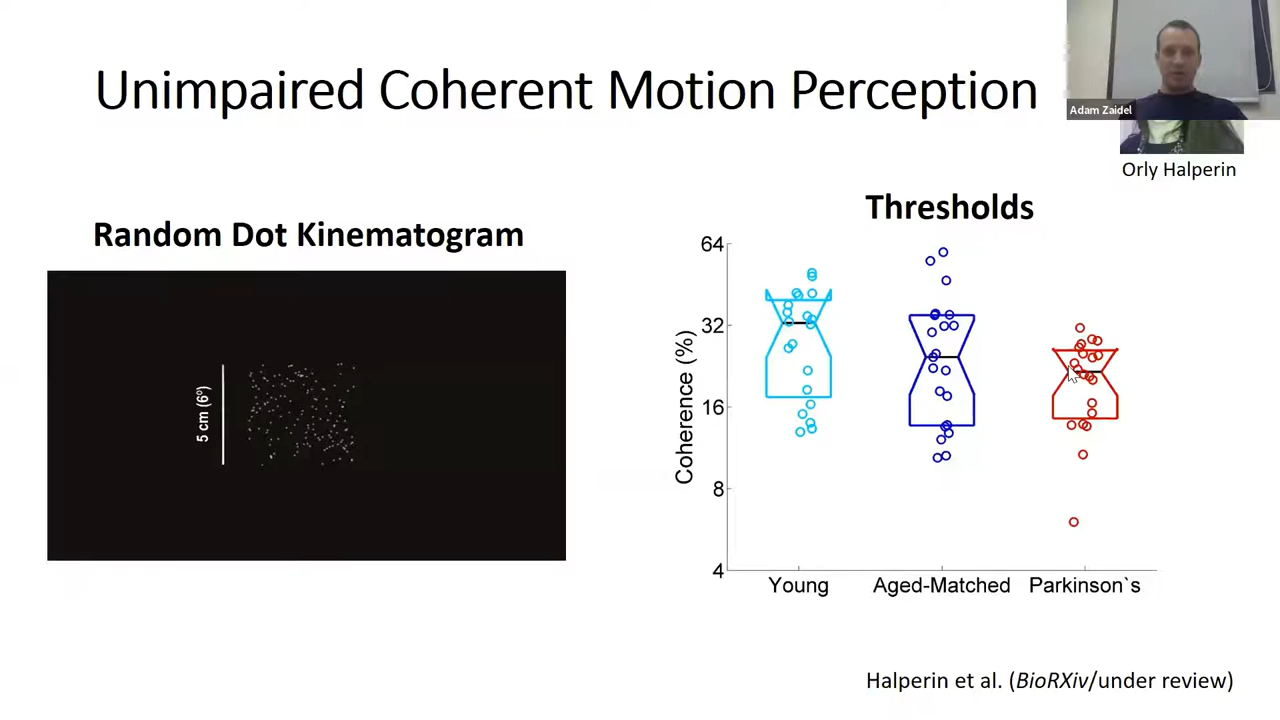 Unimpaired Coherent Motion Perception
Adam Zaidel
Orly Halperin
Random Dot Kinematogram
5 cm (6°)
Thresholds
Coherence (%)
64
32
16
8
4
Young
Aged-Matched
Parkinson`s
Halperin et al. (BioRXiv/under review)